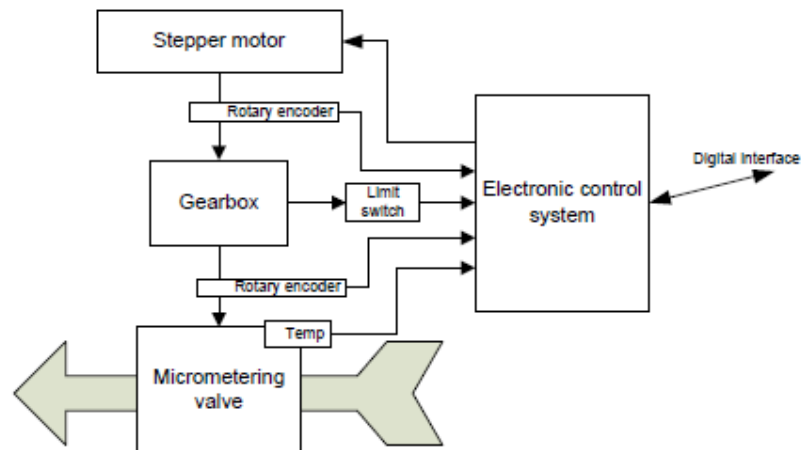 Stepper motor
Rotary encoder
Digital interface
Gearbox
Limit
switch
Electronic control
system
Rotary encoder
Temp
Micrometering
valve